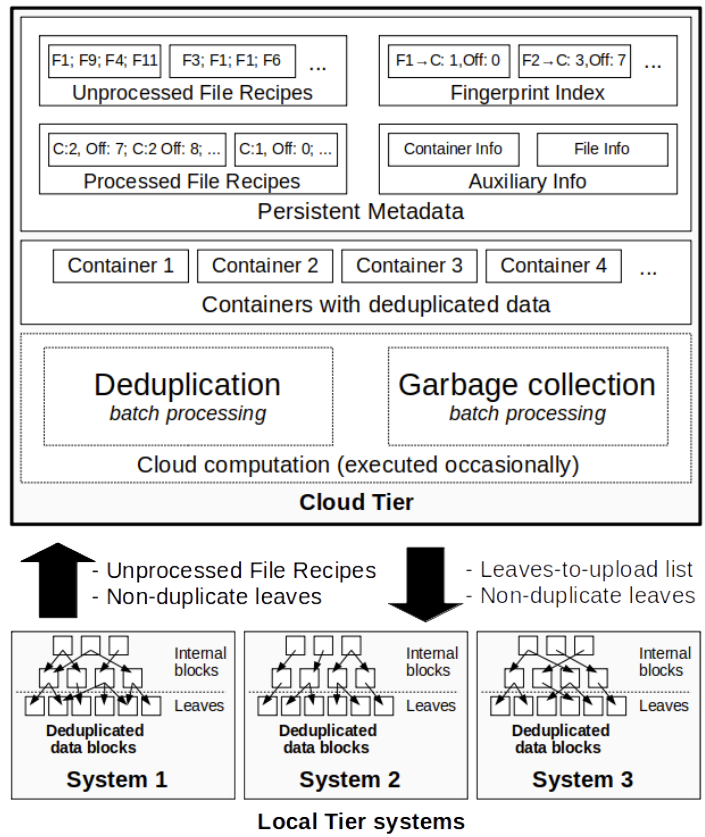 F1; F9; F4; F11
F3; F1; F1; F6
...
Unprocessed File Recipes
F1→C: 1,Off: 0
F2→C: 3,Off: 7
...
Fingerprint Index
C:2, Off: 7; C:2 Off: 8; ...
C:1, Off: 0; ...
Processed File Recipes
Container Info
File Info
Auxiliary Info
Persistent Metadata
Container 1
Container 2
Container 3
Container 4
...
Containers with deduplicated data
Deduplication
batch processing
Garbage collection
batch processing
Cloud computation (executed occasionally)
Cloud Tier
- Unprocessed File Recipes
- Non-duplicate leaves
- Leaves-to-upload list
- Non-duplicate leaves
Internal
blocks
Leaves
Deduplicated
data blocks
System 1
Internal
blocks
Leaves
Deduplicated
data blocks
System 2
Internal
blocks
Leaves
Deduplicated
data blocks
System 3
Local Tier systems